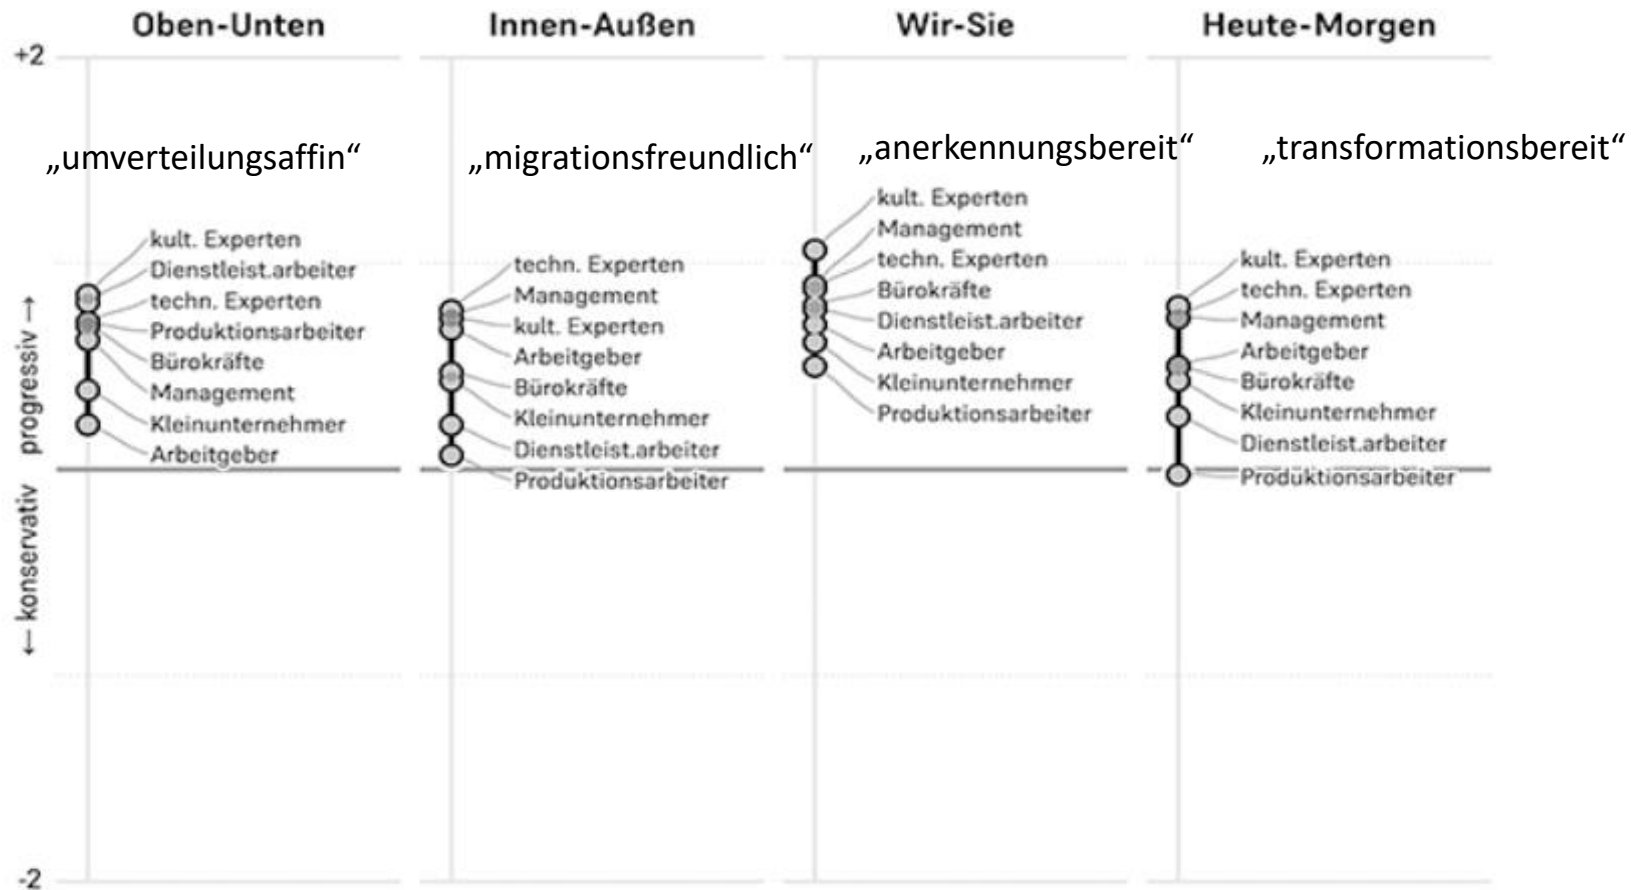 Oben-Unten
Innen-Außen
Wir-Sie
Heute-Morgen
+2
„umverteilungsaffin“
„migrationsfreundlich“
„anerkennungsbereit“
„transformationsbereit“
kult. Experten
Dienstleist.arbeiter
techn. Experten
Produktionsarbeiter
Bürokräfte
Management
Kleinunternehmer
Arbeitgeber
techn. Experten
Management
kult. Experten
Arbeitgeber
Bürokräfte
Kleinunternehmer
Dienstleist.arbeiter
Produktionsarbeiter
kult. Experten
Management
techn. Experten
Bürokräfte
Dienstleist.arbeiter
Arbeitgeber
Kleinunternehmer
Produktionsarbeiter
kult. Experten
techn. Experten
Management
Arbeitgeber
Bürokräfte
Kleinunternehmer
Dienstleist.arbeiter
Produktionsarbeiter
progressiv →
← konservativ
-2